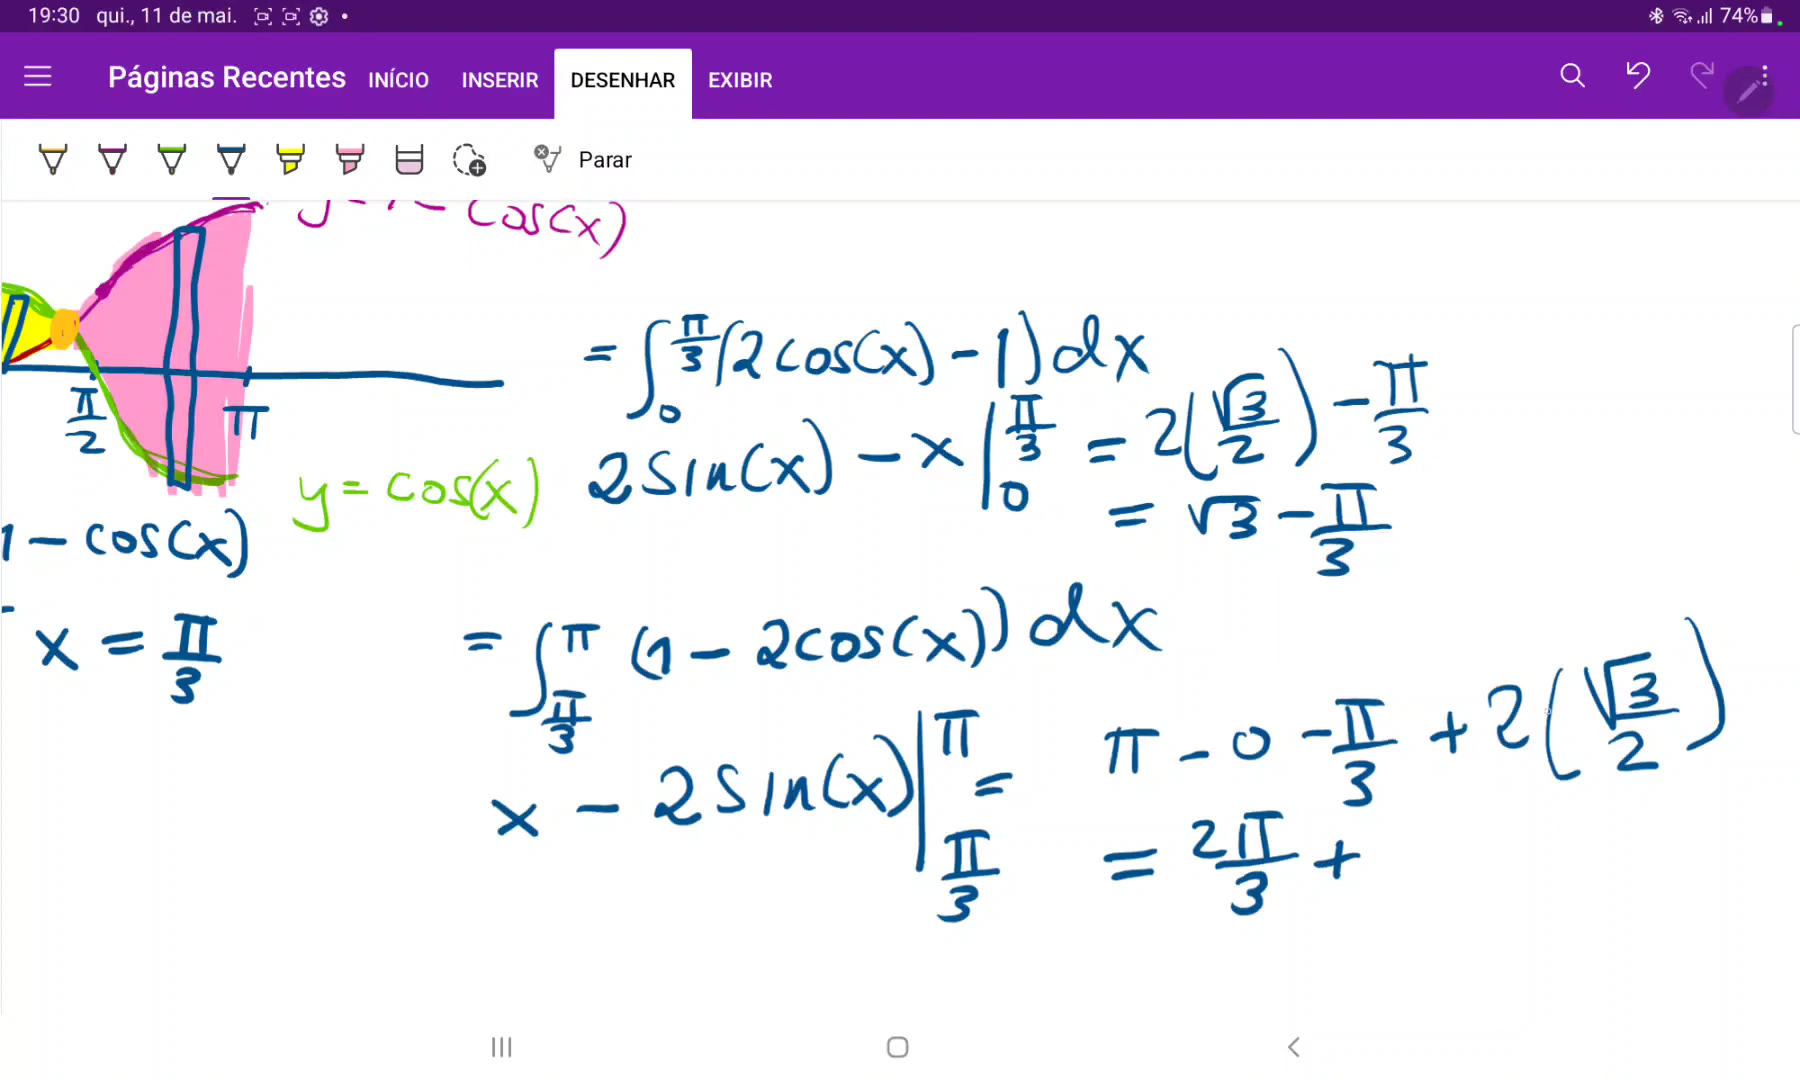 19:30 qui., 11 de mai. 74%
Páginas Recentes INÍCIO INSERIR DESENHAR EXIBIR
Parar
cos(x)
= ∫₀^(π/3) (2cos(x) - 1) dx
π/2
π
y = cos(x)
2sin(x) - x |₀^(π/3) = 2(√3/2) - π/3
= √3 - π/3
1 - cos(x)
x = π/3
= ∫_(π/3)^π (1 - 2cos(x)) dx
x - 2sin(x) |_(π/3)^π = π - 0 - π/3 + 2(√3/2)
= 2π/3 +